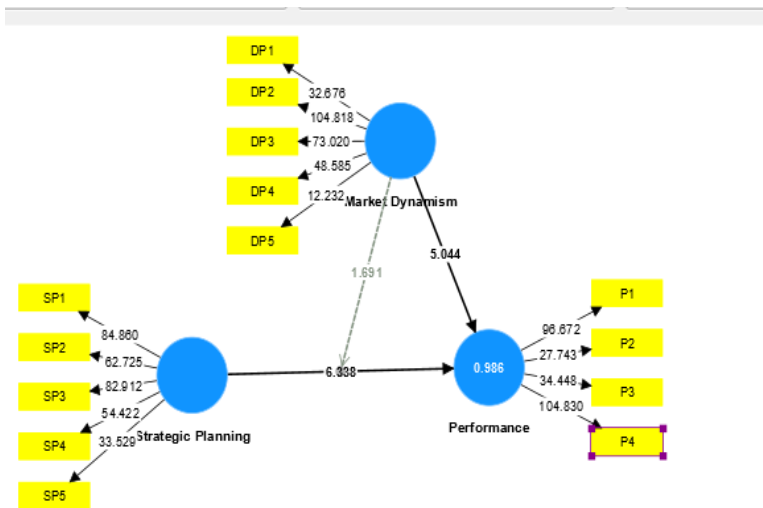 DP1
32.676
DP2
104.818
DP3
73.020
48.585
DP4
12.232
Market Dynamism
DP5
5.044
1.691
SP1
P1
84.860
96.672
SP2
P2
62.725
27.743
0.986
6.338
SP3
82.912
34.448
P3
54.422
104.830
SP4
33.529
Strategic Planning
Performance
P4
SP5